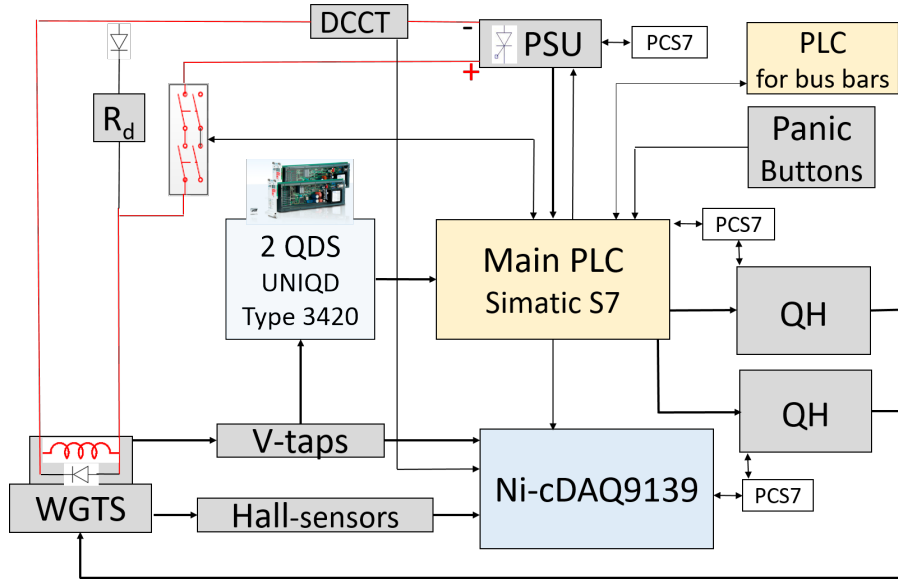 DCCT
-
PSU
PCS7
PLC
for bus bars
+
R_d
Panic
Buttons
2 QDS
UNIQD
Type 3420
Main PLC
Simatic S7
PCS7
QH
QH
V-taps
Ni-cDAQ9139
PCS7
WGTS
Hall-sensors